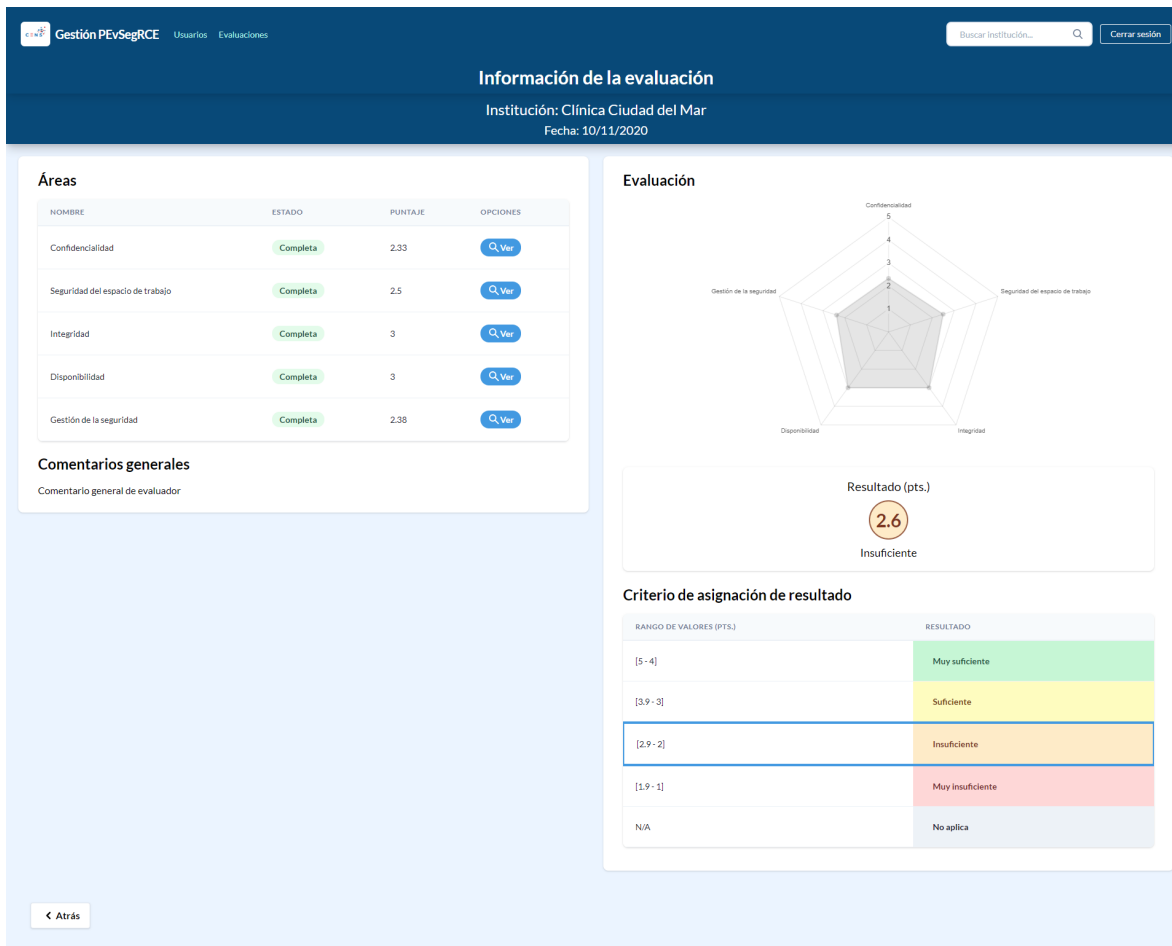 CENS Gestión PEvSegRCE Usuarios Evaluaciones Buscar institución... Cerrar sesión
Información de la evaluación
Institución: Clínica Ciudad del Mar
Fecha: 10/11/2020
Áreas
NOMBRE ESTADO PUNTAJE OPCIONES
Confidencialidad Completa 2.33 Ver
Seguridad del espacio de trabajo Completa 2.5 Ver
Integridad Completa 3 Ver
Disponibilidad Completa 3 Ver
Gestión de la seguridad Completa 2.38 Ver
Comentarios generales
Comentario general de evaluador
Evaluación
Confidencialidad
5
4
3
Gestión de la seguridad 2 Seguridad del espacio de trabajo
1
Disponibilidad Integridad
Resultado (pts.)
2.6
Insuficiente
Criterio de asignación de resultado
RANGO DE VALORES (PTS.) RESULTADO
[5 - 4] Muy suficiente
[3.9 - 3] Suficiente
[2.9 - 2] Insuficiente
[1.9 - 1] Muy insuficiente
N/A No aplica
Atrás